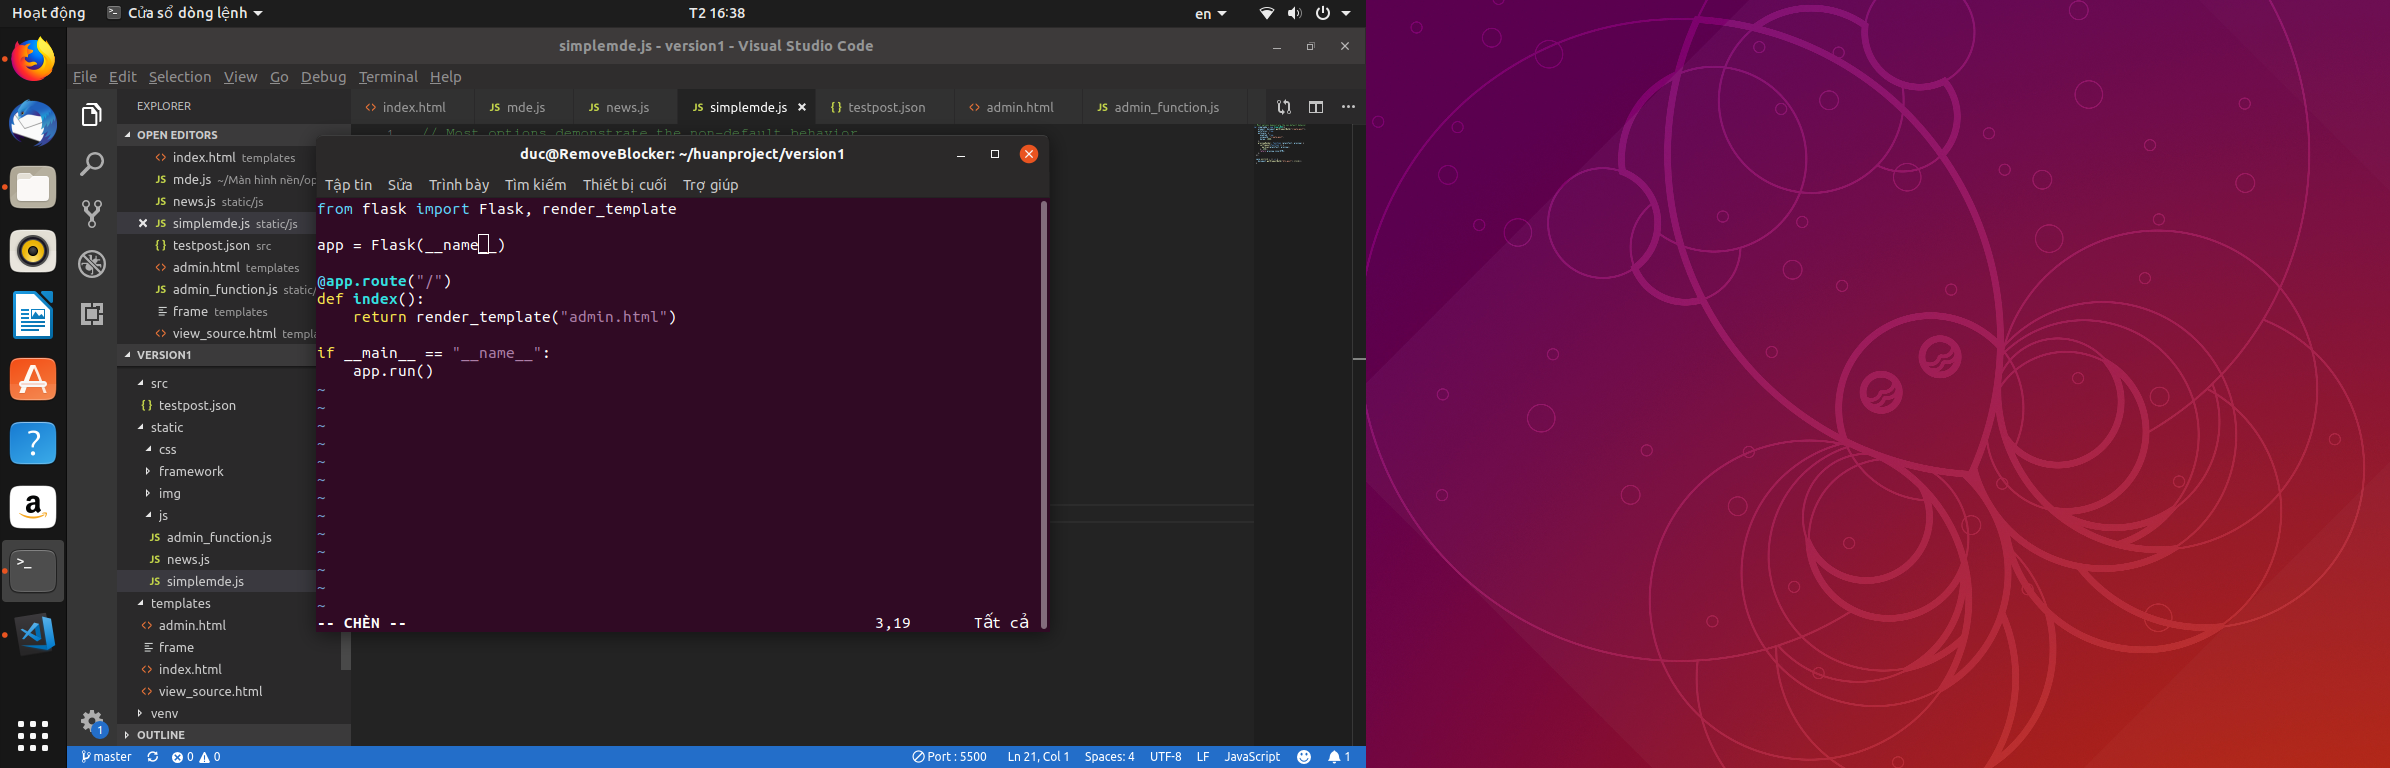 Hoạt động
Cửa sổ dòng lệnh
T2 16:38
en
simplemde.js - version1 - Visual Studio Code
File Edit Selection View Go Debug Terminal Help
EXPLORER
index.html
mde.js
news.js
simplemde.js
testpost.json
admin.html
admin_function.js
OPEN EDITORS
index.html templates
mde.js ~/Màn hình nền/op
news.js static/js
simplemde.js static/js
testpost.json src
admin.html templates
admin_function.js static/
frame templates
view_source.html templa
VERSION1
src
testpost.json
static
css
framework
img
js
admin_function.js
news.js
simplemde.js
templates
admin.html
frame
index.html
view_source.html
venv
OUTLINE
1 // Most options demonstrate the non-default behavior
duc@RemoveBlocker: ~/huanproject/version1
Tập tin Sửa Trình bày Tìm kiếm Thiết bị cuối Trợ giúp
from flask import Flask, render_template
app = Flask(__name__)
@app.route("/")
def index():
    return render_template("admin.html")
if __main__ == "__name__":
    app.run()
~
~
~
~
~
~
~
~
~
~
~
~
~
-- CHÈN --
3,19
Tất cả
1
master
0
0
Port : 5500
Ln 21, Col 1
Spaces: 4
UTF-8
LF
JavaScript
1